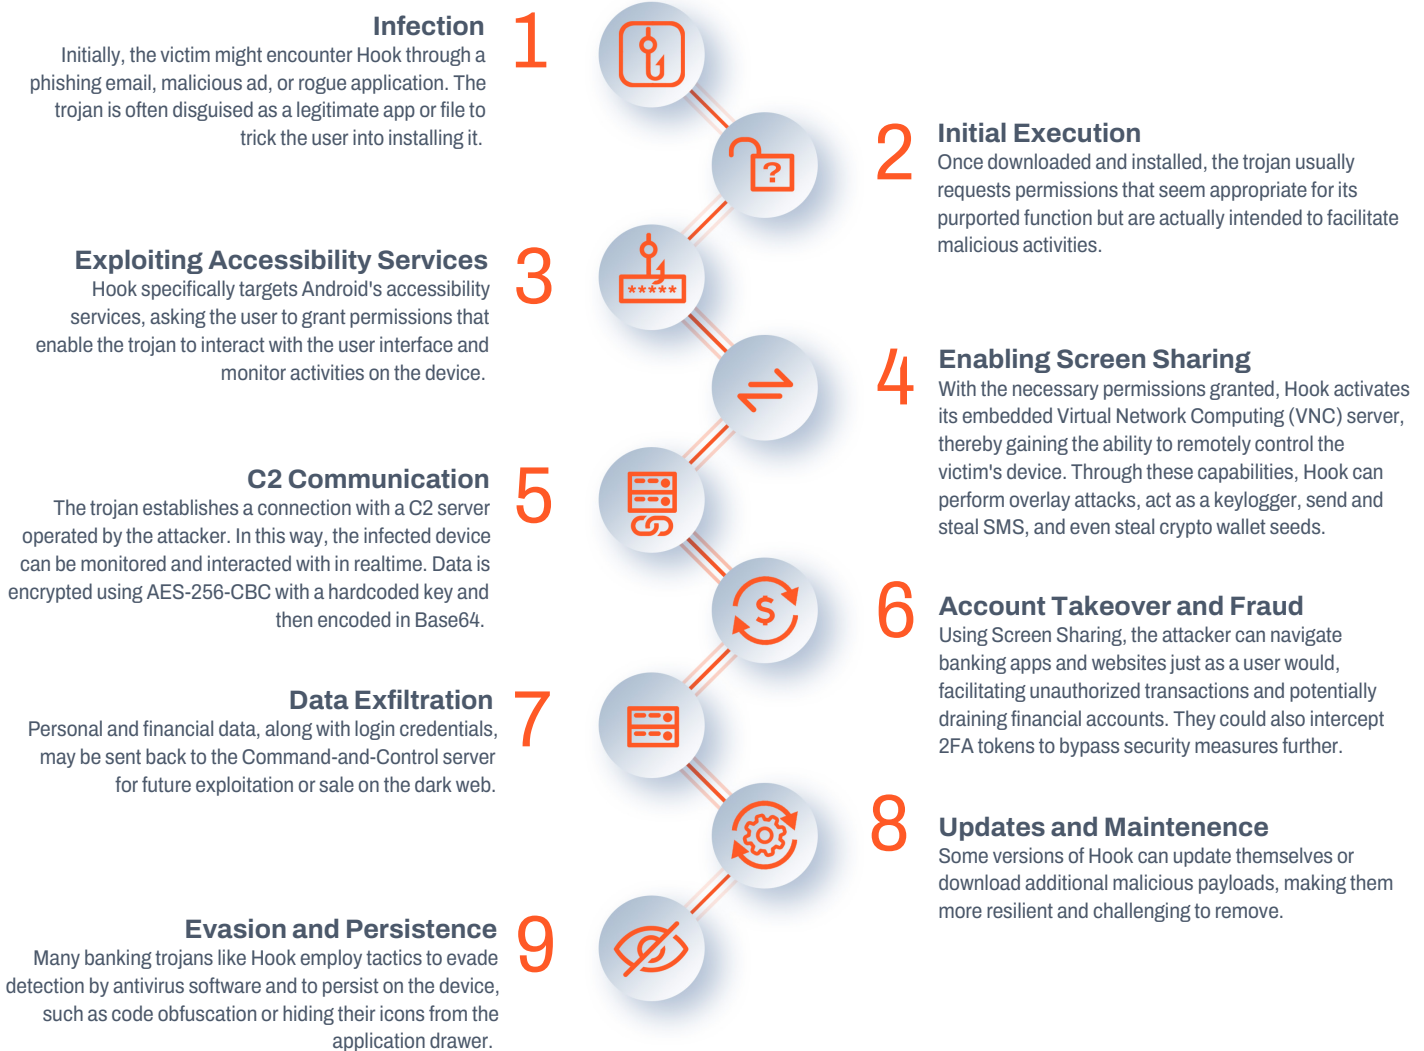 Infection
1
Initially, the victim might encounter Hook through a
phishing email, malicious ad, or rogue application. The
trojan is often disguised as a legitimate app or file to
trick the user into installing it.
2
Initial Execution
Once downloaded and installed, the trojan usually
requests permissions that seem appropriate for its
purported function but are actually intended to facilitate
malicious activities.
?
Exploiting Accessibility Services
3
Hook specifically targets Android's accessibility
services, asking the user to grant permissions that
enable the trojan to interact with the user interface and
monitor activities on the device.
*****
4
Enabling Screen Sharing
With the necessary permissions granted, Hook activates
its embedded Virtual Network Computing (VNC) server,
thereby gaining the ability to remotely control the
victim's device. Through these capabilities, Hook can
perform overlay attacks, act as a keylogger, send and
steal SMS, and even steal crypto wallet seeds.
C2 Communication
5
The trojan establishes a connection with a C2 server
operated by the attacker. In this way, the infected device
can be monitored and interacted with in realtime. Data is
encrypted using AES-256-CBC with a hardcoded key and
then encoded in Base64.
$
6
Account Takeover and Fraud
Using Screen Sharing, the attacker can navigate
banking apps and websites just as a user would,
facilitating unauthorized transactions and potentially
draining financial accounts. They could also intercept
2FA tokens to bypass security measures further.
Data Exfiltration
7
Personal and financial data, along with login credentials,
may be sent back to the Command-and-Control server
for future exploitation or sale on the dark web.
8
Updates and Maintenence
Some versions of Hook can update themselves or
download additional malicious payloads, making them
more resilient and challenging to remove.
Evasion and Persistence
9
Many banking trojans like Hook employ tactics to evade
detection by antivirus software and to persist on the device,
such as code obfuscation or hiding their icons from the
application drawer.